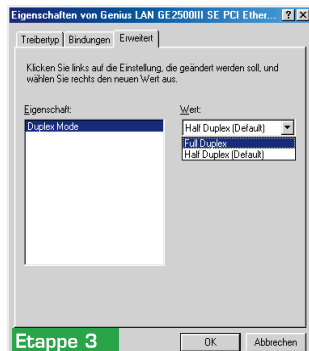 Eigenschaften von Genius LAN GE2500III SE PCI Ether...
Treibertyp Bindungen Erweitert
Klicken Sie links auf die Einstellung, die geändert werden soll, und
wählen Sie rechts den neuen Wert aus.
Eigenschaft: Wert:
Duplex Mode Half Duplex (Default)
Full Duplex
Half Duplex (Default)
Etappe 3 OK Abbrechen